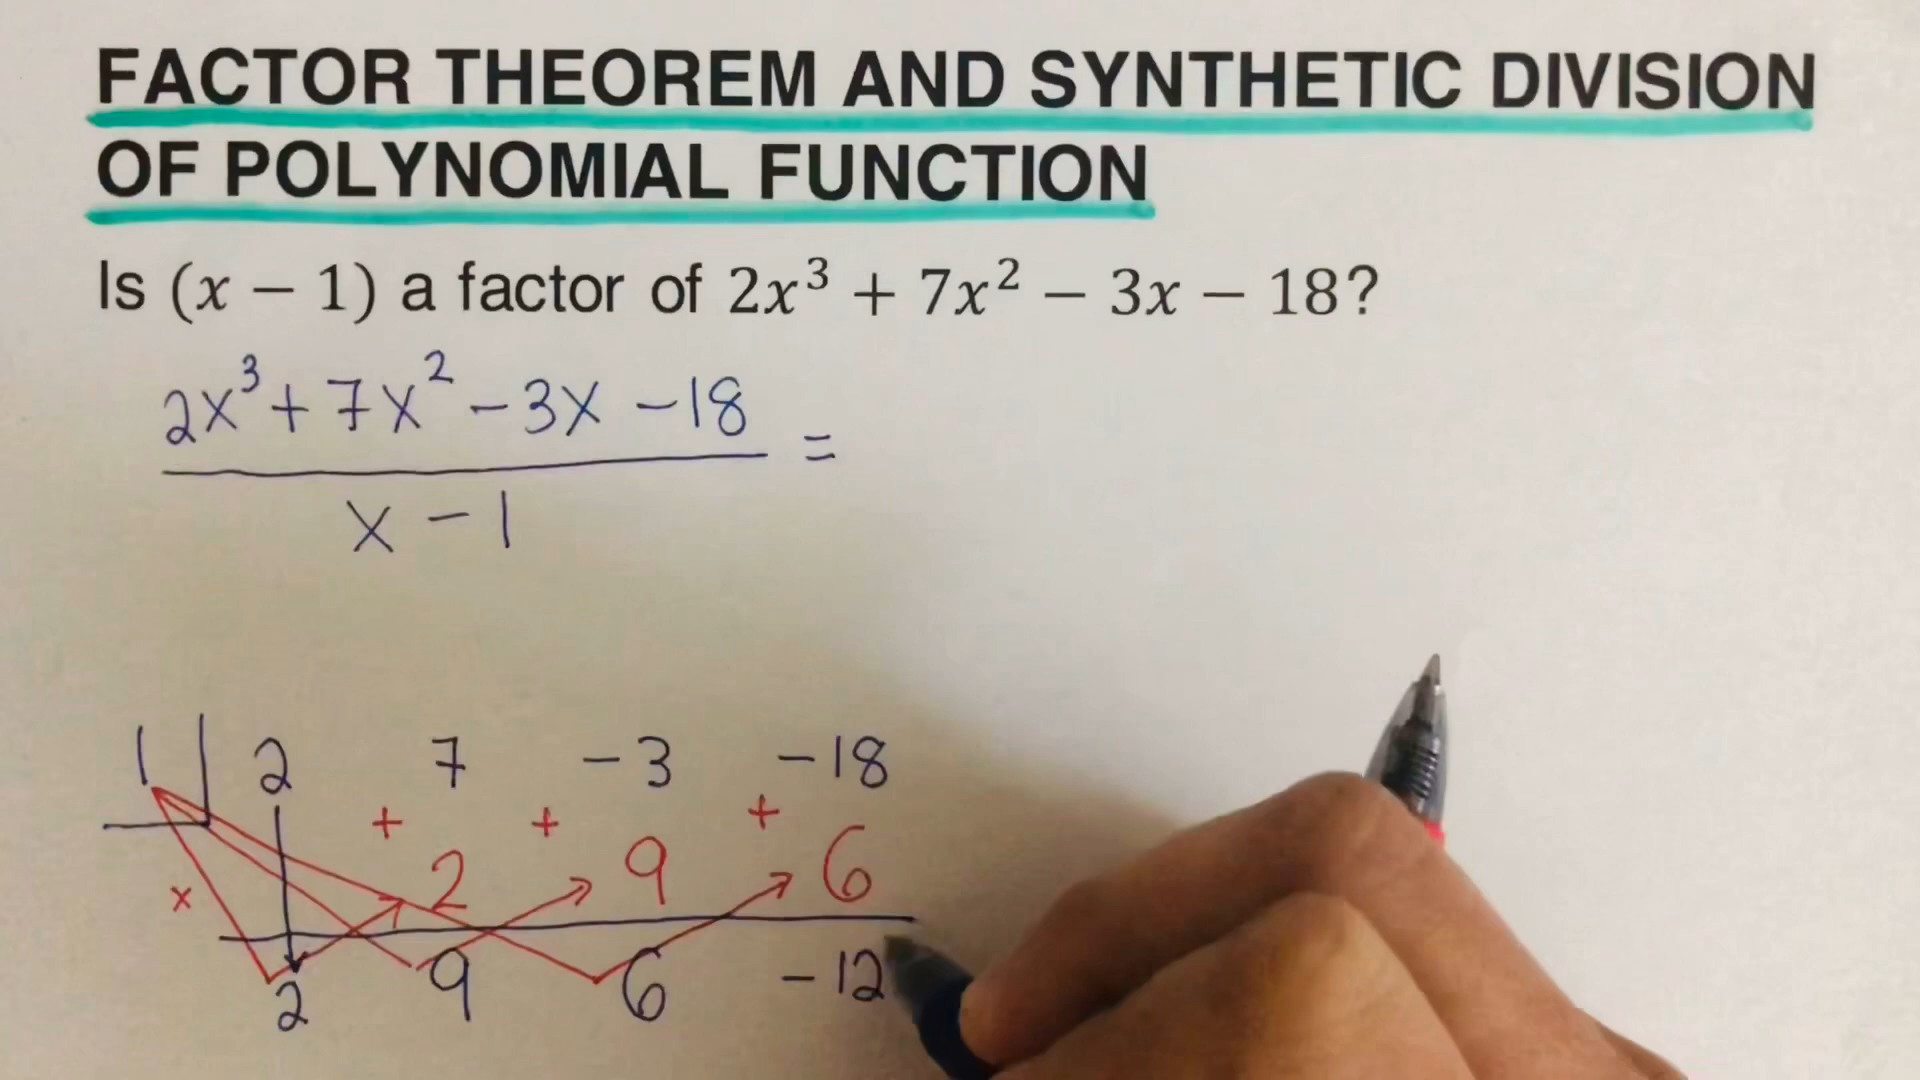 FACTOR THEOREM AND SYNTHETIC DIVISION
OF POLYNOMIAL FUNCTION
Is (x − 1) a factor of 2x³ + 7x² − 3x − 18?
2x³ + 7x² − 3x − 18 =
x − 1
1 2 7 −3 −18
+ + +
x 2 9 6
2 9 6 −12